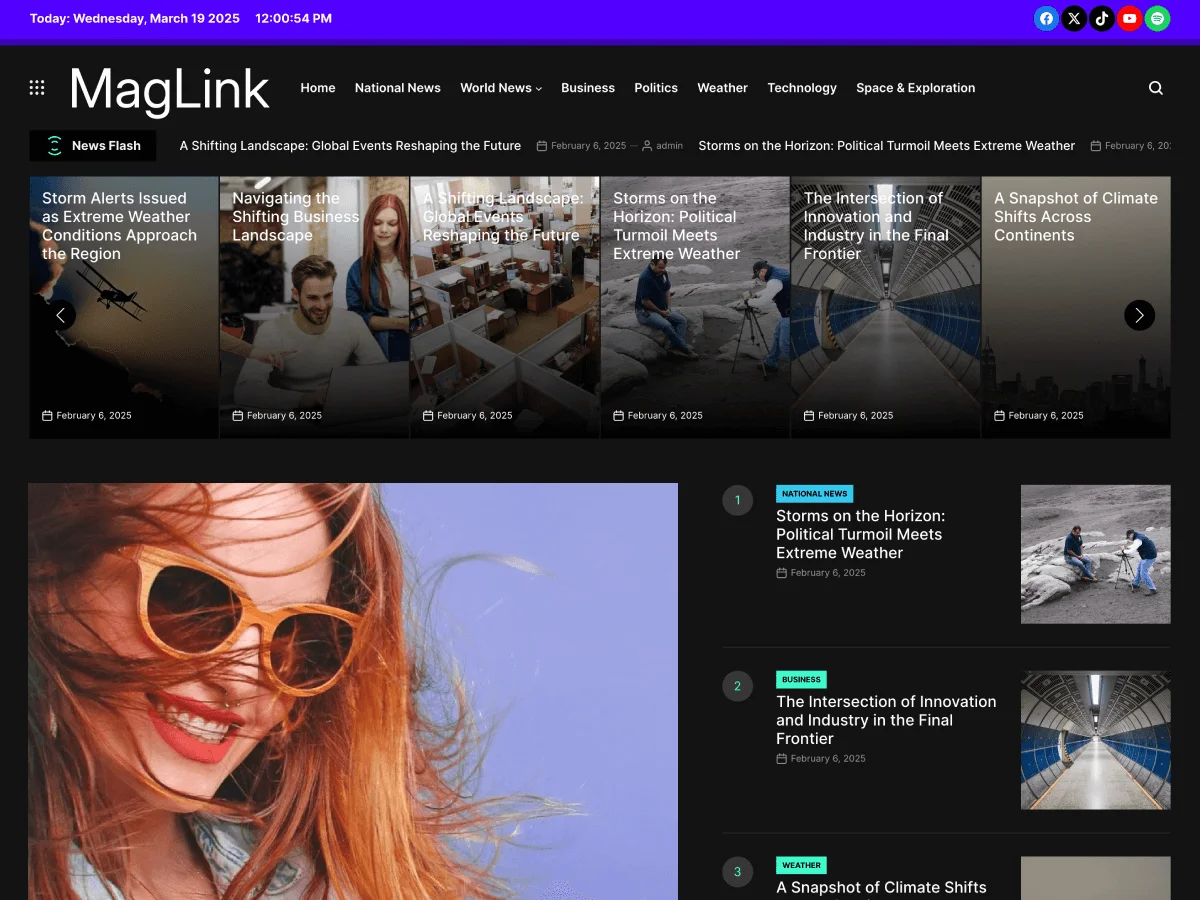 Today: Wednesday, March 19 2025 12:00:54 PM
MagLink
Home National News World News Business Politics Weather Technology Space & Exploration
News Flash A Shifting Landscape: Global Events Reshaping the Future February 6, 2025 — admin Storms on the Horizon: Political Turmoil Meets Extreme Weather February 6, 20
Storm Alerts Issued
as Extreme Weather
Conditions Approach
the Region
February 6, 2025
Navigating the
Shifting Business
Landscape
February 6, 2025
A Shifting Landscape:
Global Events
Reshaping the Future
February 6, 2025
Storms on the
Horizon: Political
Turmoil Meets
Extreme Weather
February 6, 2025
The Intersection of
Innovation and
Industry in the Final
Frontier
February 6, 2025
A Snapshot of Climate
Shifts Across
Continents
February 6, 2025
1
NATIONAL NEWS
Storms on the Horizon:
Political Turmoil Meets
Extreme Weather
February 6, 2025
2
BUSINESS
The Intersection of Innovation
and Industry in the Final
Frontier
February 6, 2025
3
WEATHER
A Snapshot of Climate Shifts